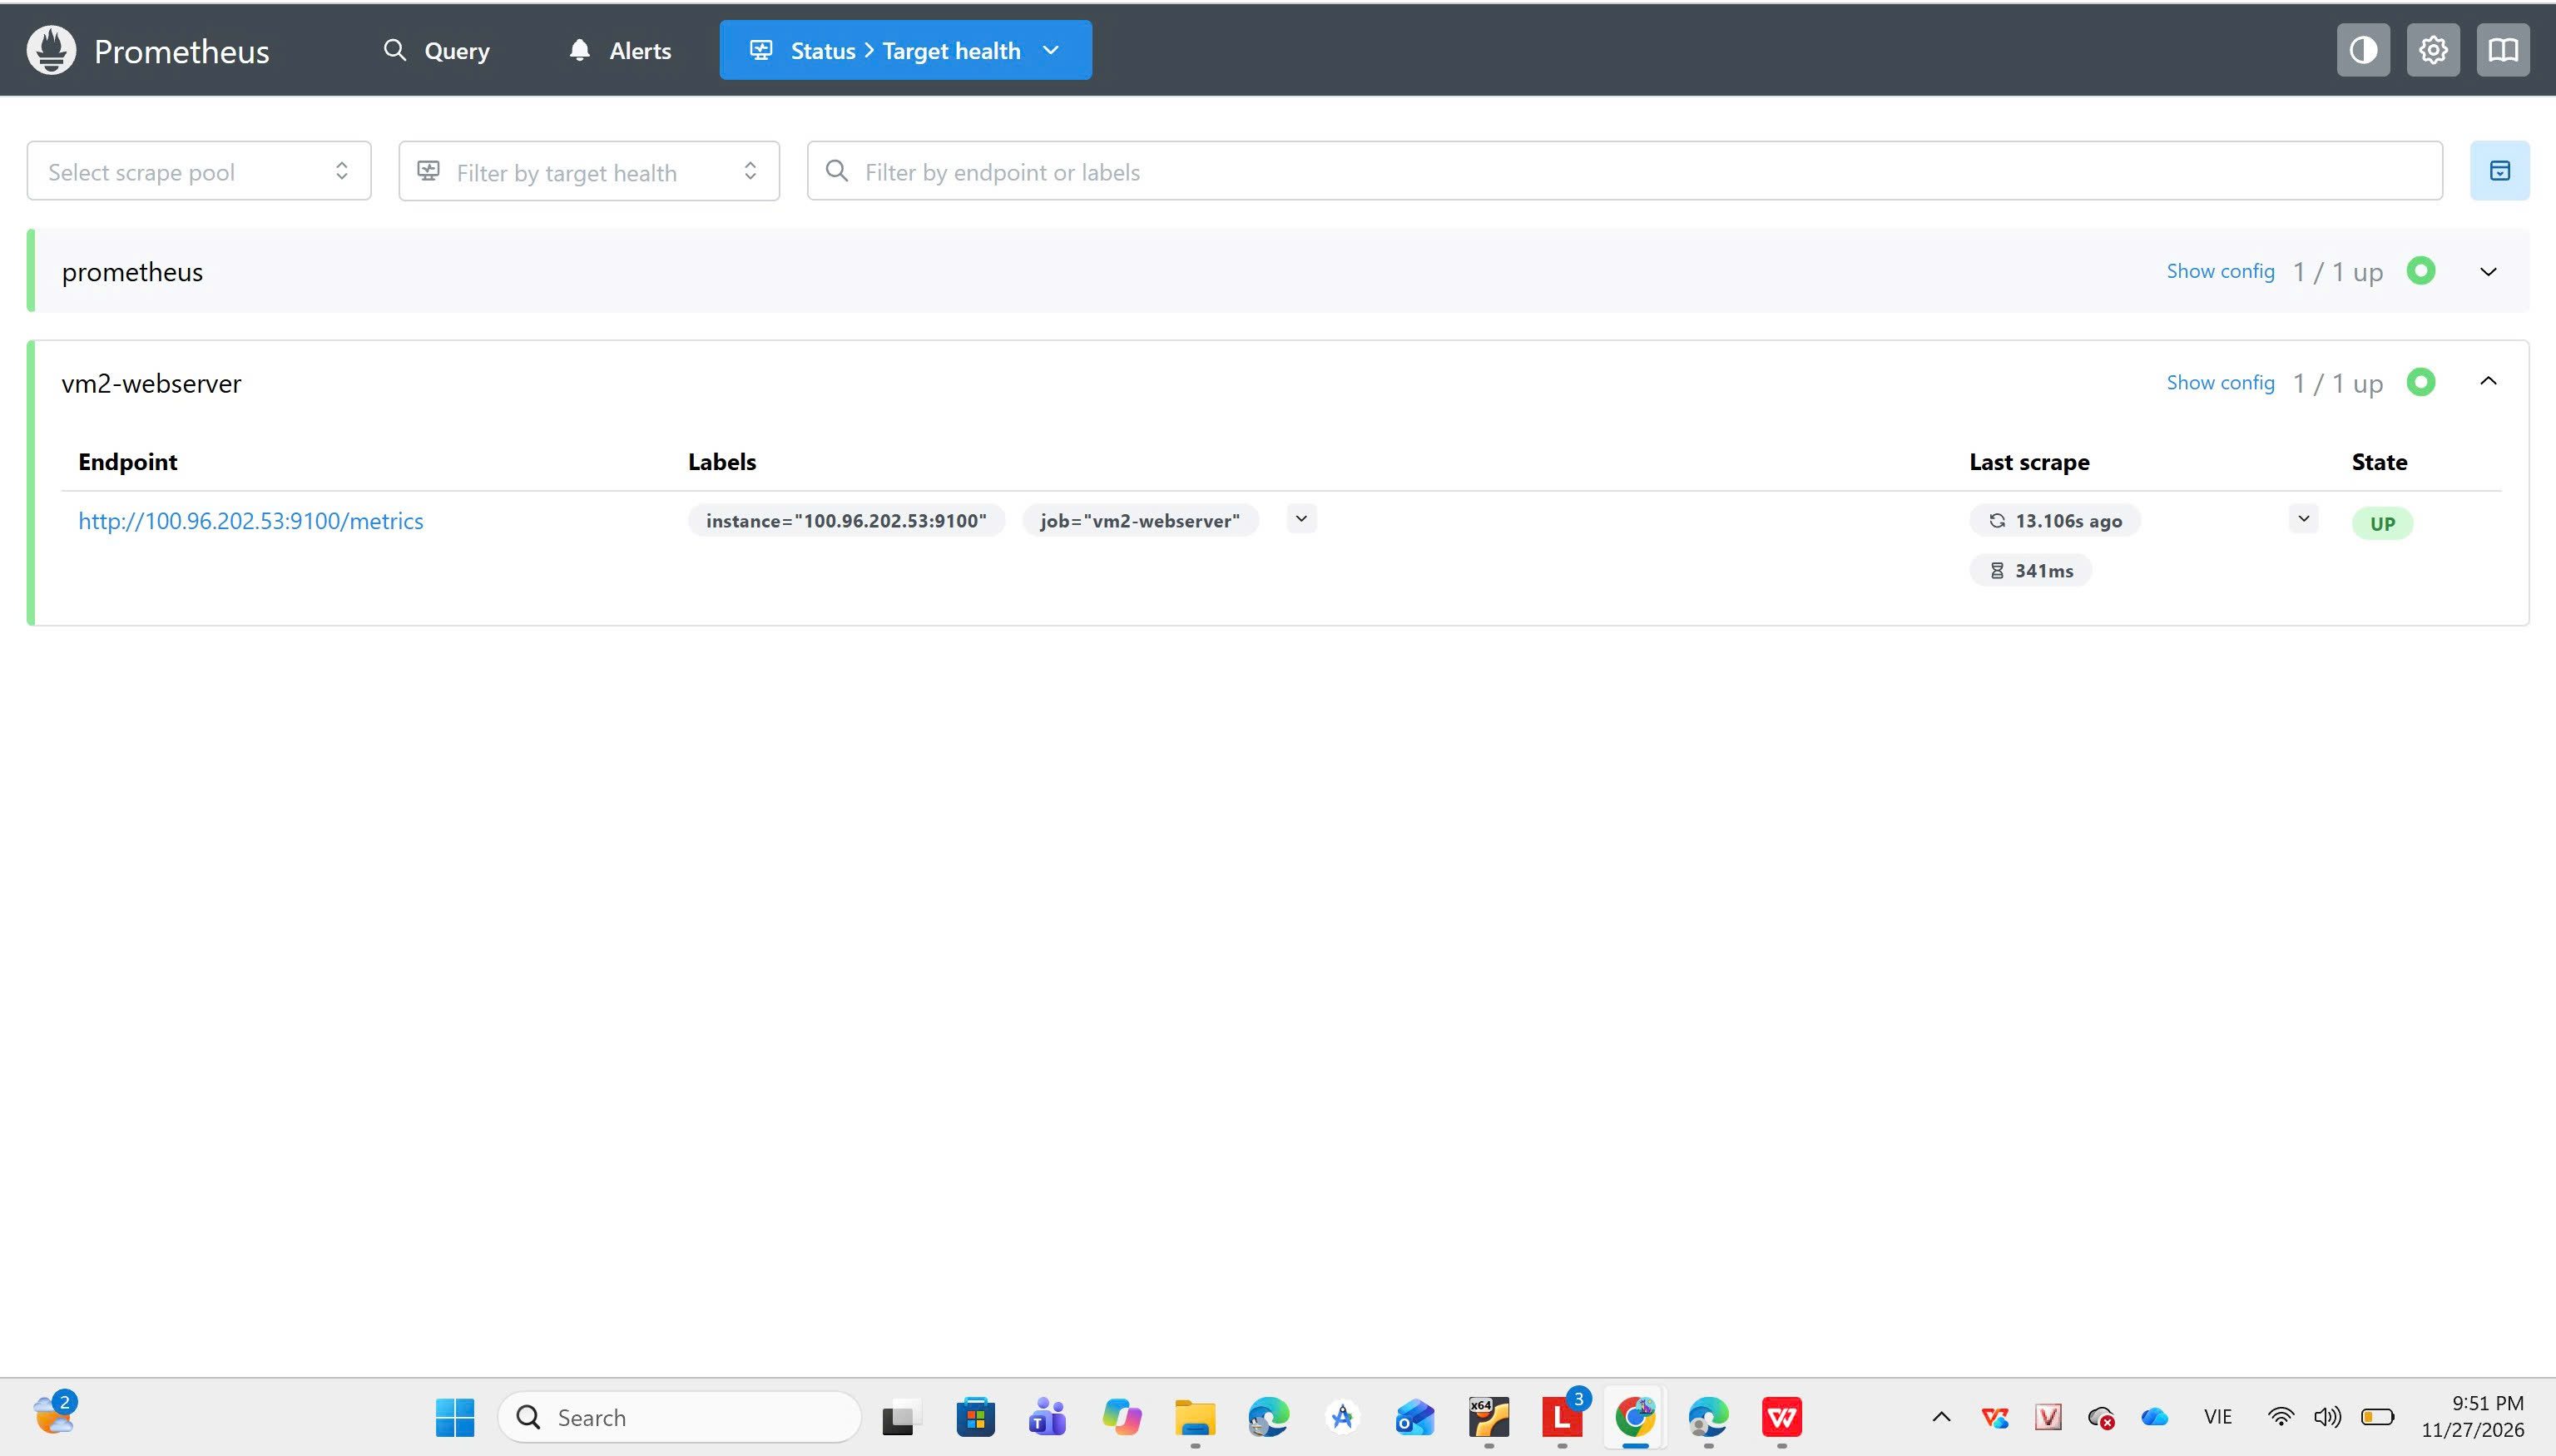 Prometheus
Query
Alerts
Status > Target health
Select scrape pool
Filter by target health
Filter by endpoint or labels
prometheus
Show config 1 / 1 up
vm2-webserver
Show config 1 / 1 up
Endpoint Labels Last scrape State
http://100.96.202.53:9100/metrics instance="100.96.202.53:9100" job="vm2-webserver" 13.106s ago UP
341ms
2
Search
T
O
x64
L
3
W
V
VIE
9:51 PM
11/27/2026